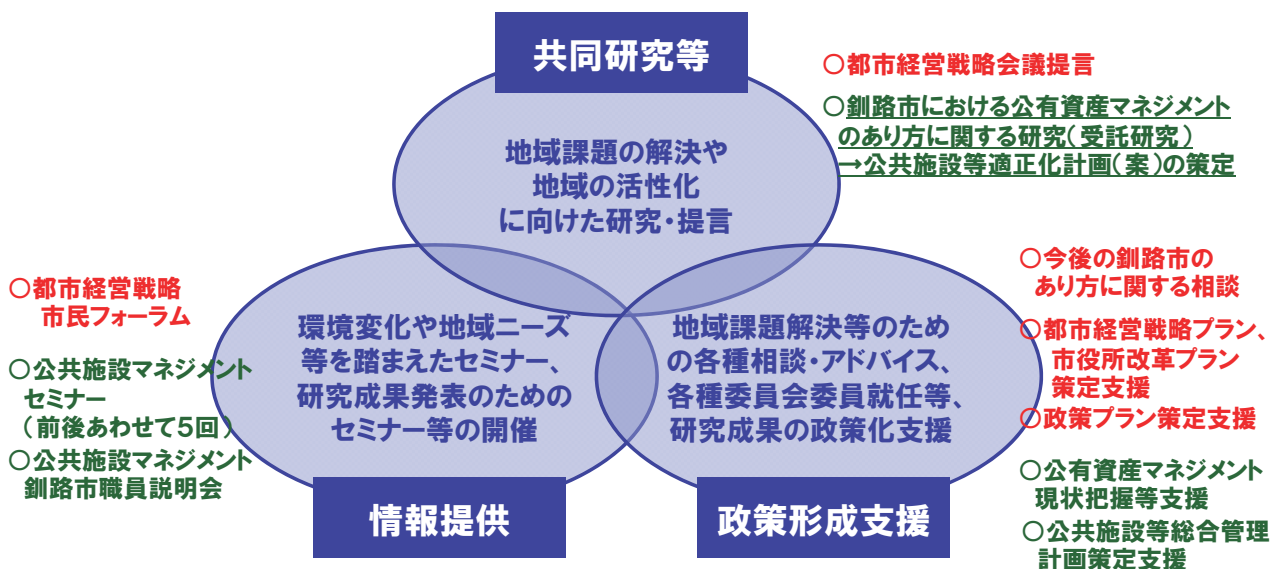 共同研究等
地域課題の解決や
地域の活性化
に向けた研究・提言
○都市経営戦略会議提言
○釧路市における公有資産マネジメント
のあり方に関する研究(受託研究)
→公共施設等適正化計画(案)の策定
○都市経営戦略
市民フォーラム
○公共施設マネジメント
セミナー
(前後あわせて5回)
○公共施設マネジメント
釧路市職員説明会
環境変化や地域ニーズ
等を踏まえたセミナー、
研究成果発表のための
セミナー等の開催
情報提供
地域課題解決等のため
の各種相談・アドバイス、
各種委員会委員就任等、
研究成果の政策化支援
政策形成支援
○今後の釧路市の
あり方に関する相談
○都市経営戦略プラン、
市役所改革プラン
策定支援
○政策プラン策定支援
○公有資産マネジメント
現状把握等支援
○公共施設等総合管理
計画策定支援